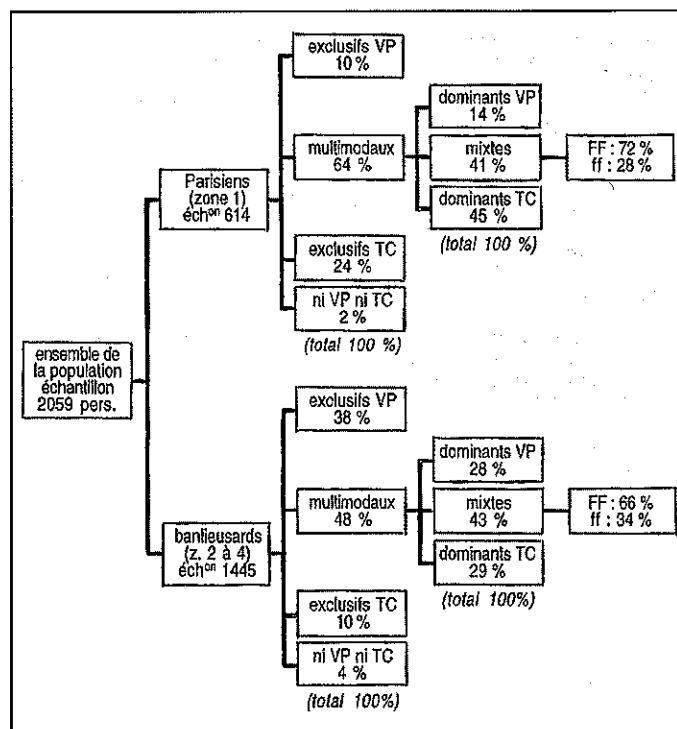 ensemble de
la population
échantillon
2059 pers.
Parisiens
(zone 1)
éch^on 614
exclusifs VP
10 %
multimodaux
64 %
dominants VP
14 %
mixtes
41 %
FF : 72 %
ff : 28 %
dominants TC
45 %
(total 100 %)
exclusifs TC
24 %
ni VP ni TC
2 %
(total 100 %)
banlieusards
(z. 2 à 4)
éch^on 1445
exclusifs VP
38 %
multimodaux
48 %
dominants VP
28 %
mixtes
43 %
FF : 66 %
ff : 34 %
dominants TC
29 %
(total 100%)
exclusifs TC
10 %
ni VP ni TC
4 %
(total 100%)